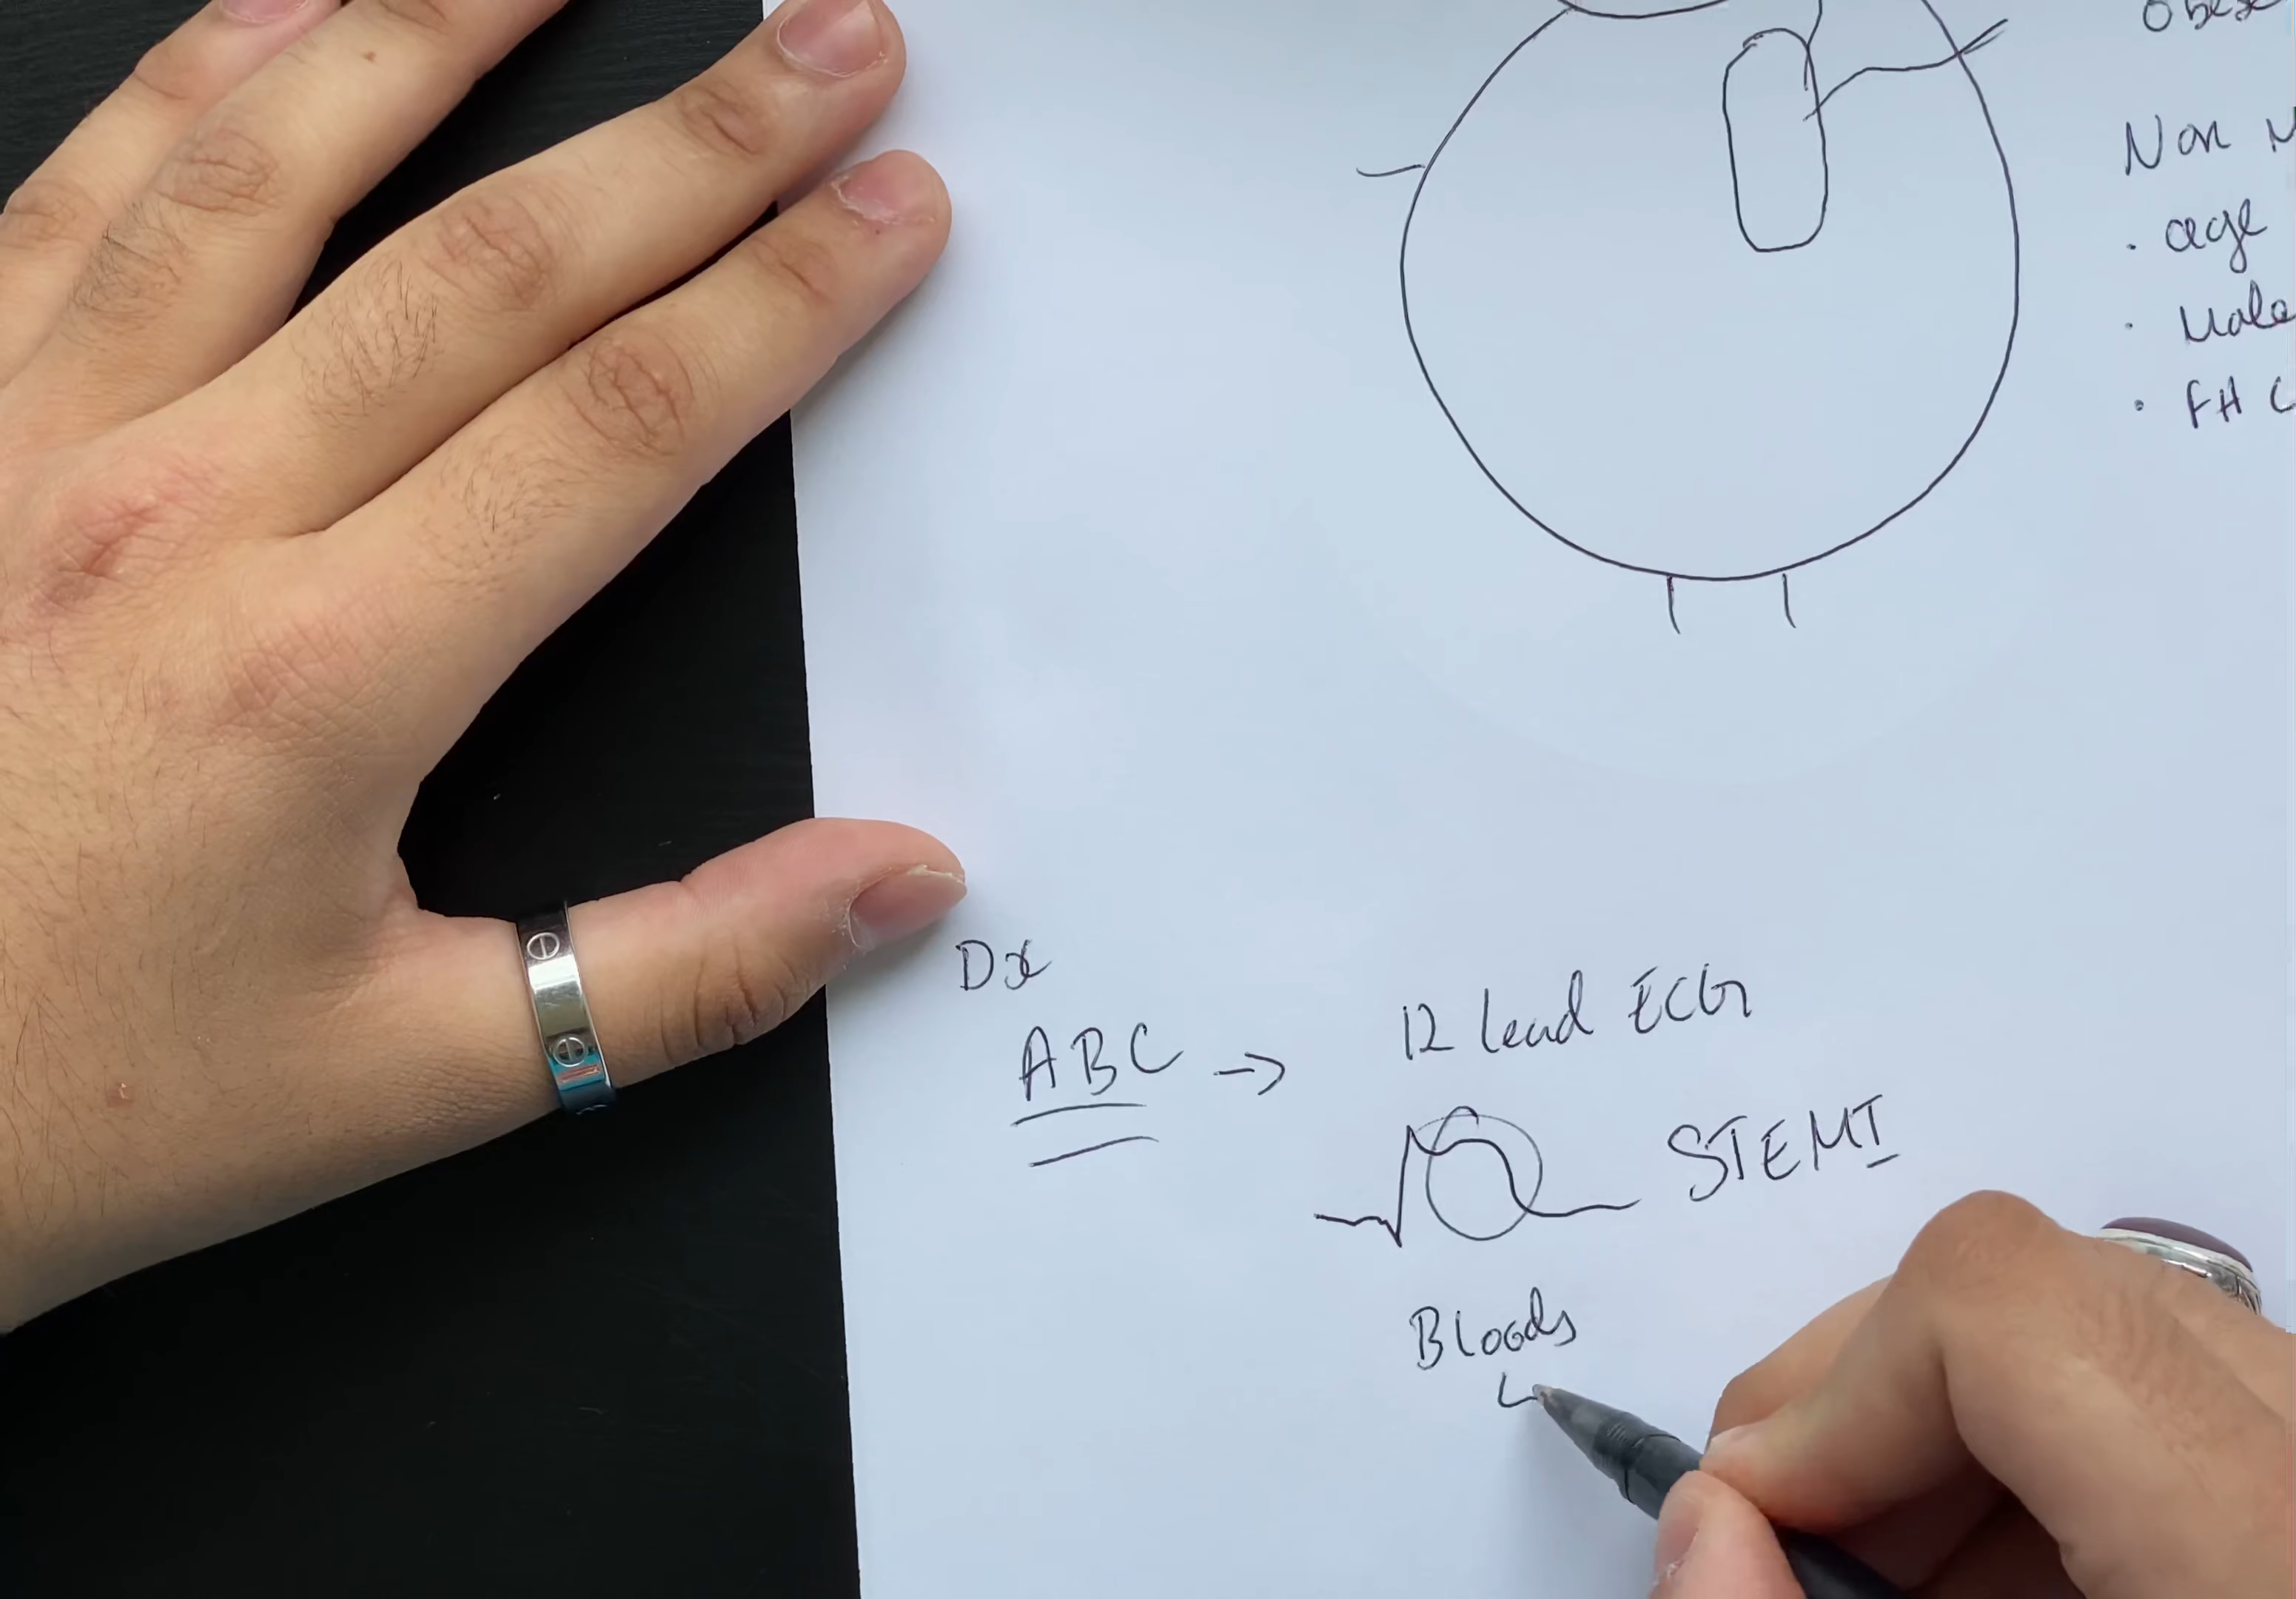 Non
· age
· Male
· FH
Dx
ABC → 12 lead ECG
STEMI
Bloods